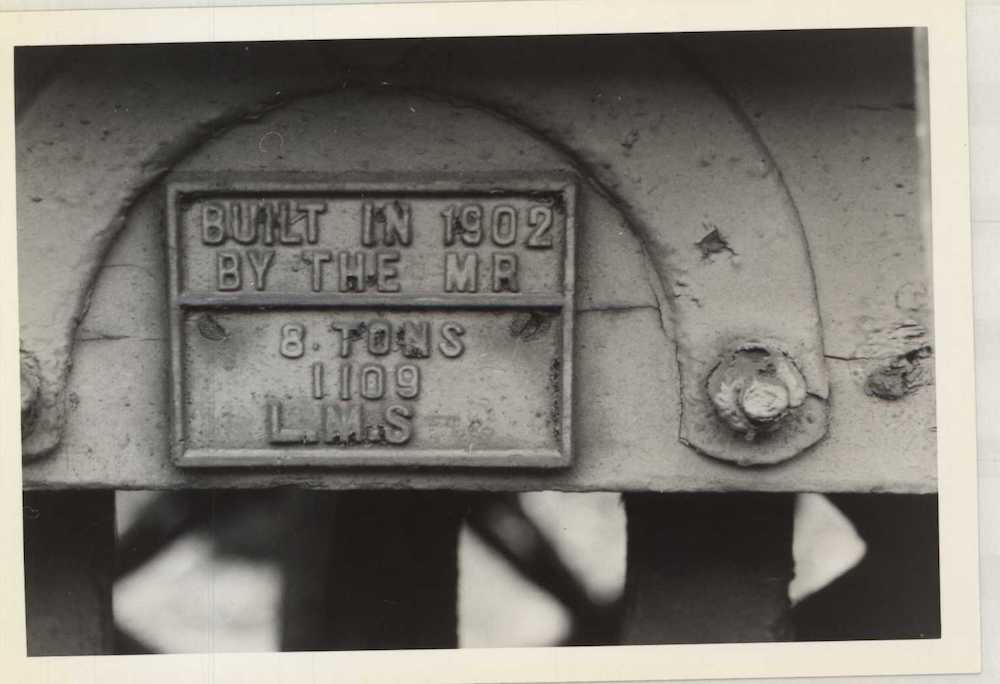 BUILT IN 1902
BY THE MR
8. TONS
1109
L.M.S